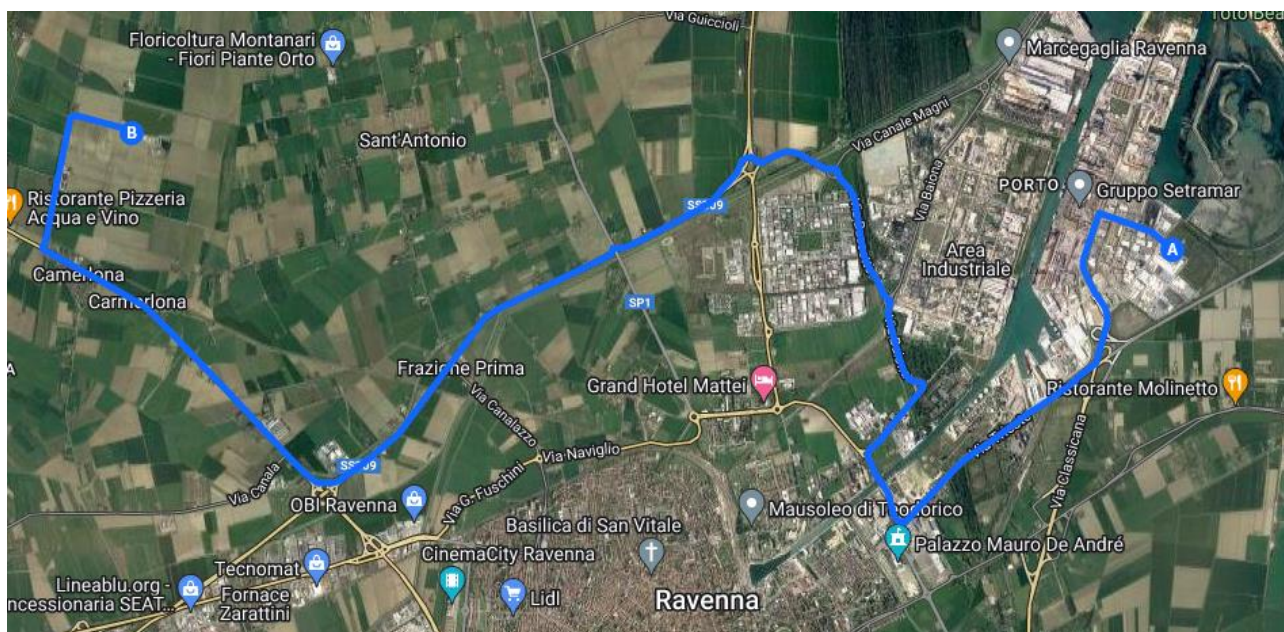 Via Guiccioli
Floricoltura Montanari
- Fiori Piante Orto
Marcegaglia Ravenna
Via Canale Magni
B
Sant'Antonio
Ristorante Pizzeria
Acqua e Vino
PORTO
Gruppo Setramar
Via Baiona
A
Area
Industriale
Camerlona
Carmerlona
SP1
Frazione Prima
Grand Hotel Mattei
Ristorante Molinetto
Via Canalazzo
Via Trieste
Via Classicana
Via Naviglio
Via Canala
OBI Ravenna
Via G. Fuschini
Basilica di San Vitale
Mausoleo di Teodorico
CinemaCity Ravenna
Palazzo Mauro De André
Tecnomat
Lineablu.org -
ncessionaria SEAT...
Fornace
Zarattini
Lidl
Ravenna